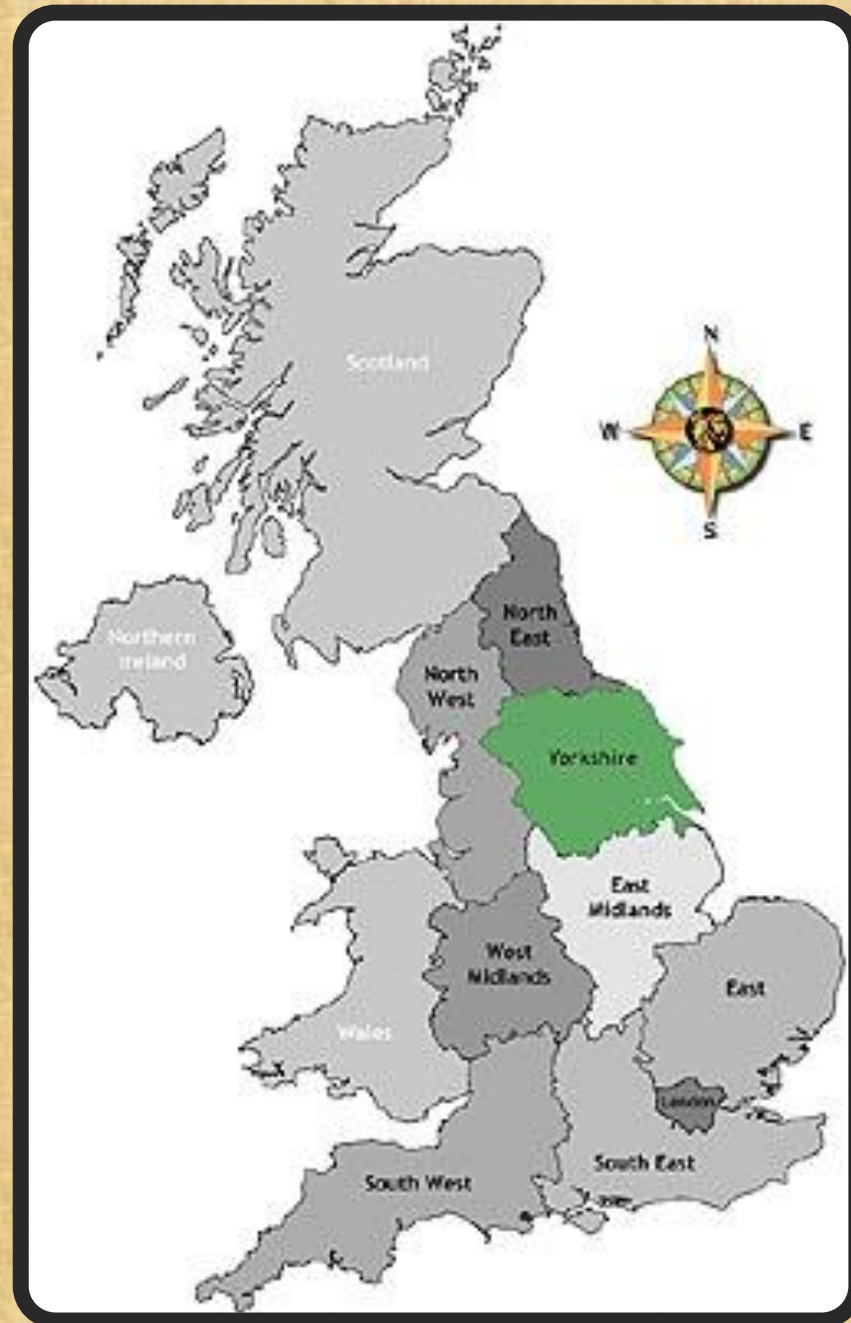 Scotland
N
W
E
S
Northern
Ireland
North
East
North
West
Yorkshire
East
Midlands
West
Midlands
East
Wales
London
South East
South West